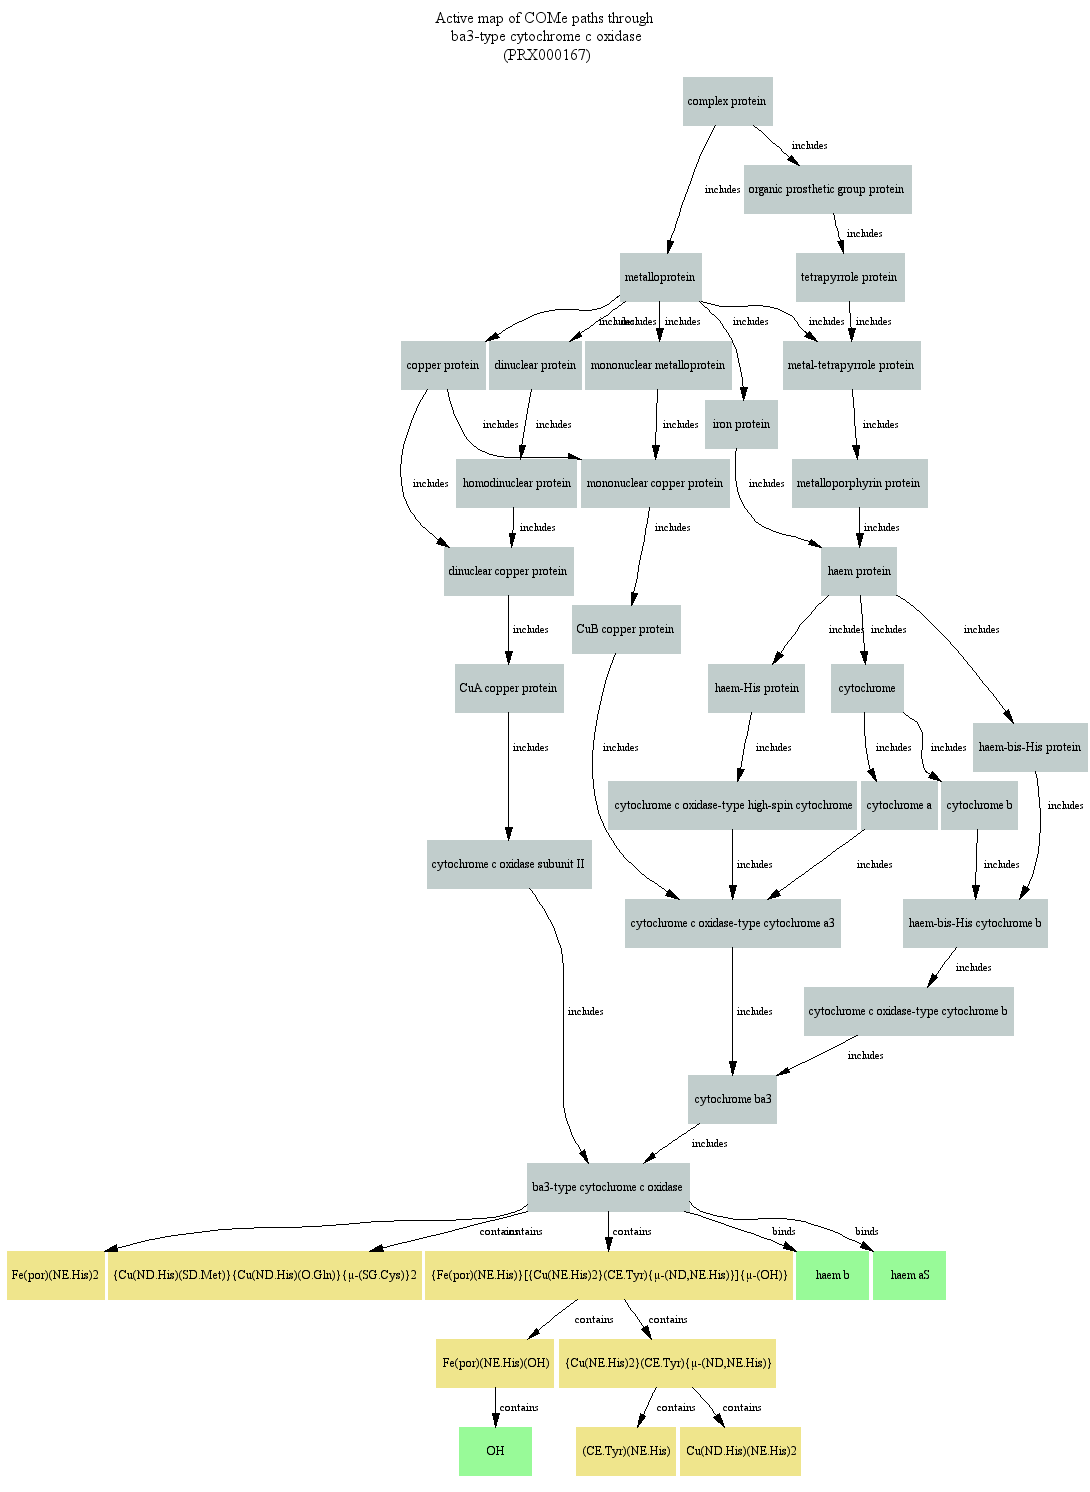 Active map of COMe paths through
ba3-type cytochrome c oxidase
(PRX000167)
complex protein
includes
includes
organic prosthetic group protein
includes
metalloprotein
tetrapyrrole protein
includes
includes
includes
includes
includes
includes
copper protein
dinuclear protein
mononuclear metalloprotein
metal-tetrapyrrole protein
iron protein
includes
includes
includes
includes
includes
includes
homodinuclear protein
mononuclear copper protein
metalloporphyrin protein
includes
includes
includes
dinuclear copper protein
haem protein
includes
CuB copper protein
includes
includes
includes
CuA copper protein
haem-His protein
cytochrome
haem-bis-His protein
includes
includes
includes
includes
includes
includes
cytochrome c oxidase-type high-spin cytochrome
cytochrome a
cytochrome b
cytochrome c oxidase subunit II
includes
includes
includes
cytochrome c oxidase-type cytochrome a3
haem-bis-His cytochrome b
includes
includes
includes
cytochrome c oxidase-type cytochrome b
includes
cytochrome ba3
includes
ba3-type cytochrome c oxidase
contains
contains
contains
binds
binds
Fe(por)(NE.His)2
{Cu(ND.His)(SD.Met)}{Cu(ND.His)(O.Gln)}{μ-(SG.Cys)}2
{Fe(por)(NE.His)}[{Cu(NE.His)2}(CE.Tyr){μ-(ND,NE.His)}]{μ-(OH)}
haem b
haem aS
contains
contains
Fe(por)(NE.His)(OH)
{Cu(NE.His)2}(CE.Tyr){μ-(ND,NE.His)}
contains
contains
contains
OH
(CE.Tyr)(NE.His)
Cu(ND.His)(NE.His)2